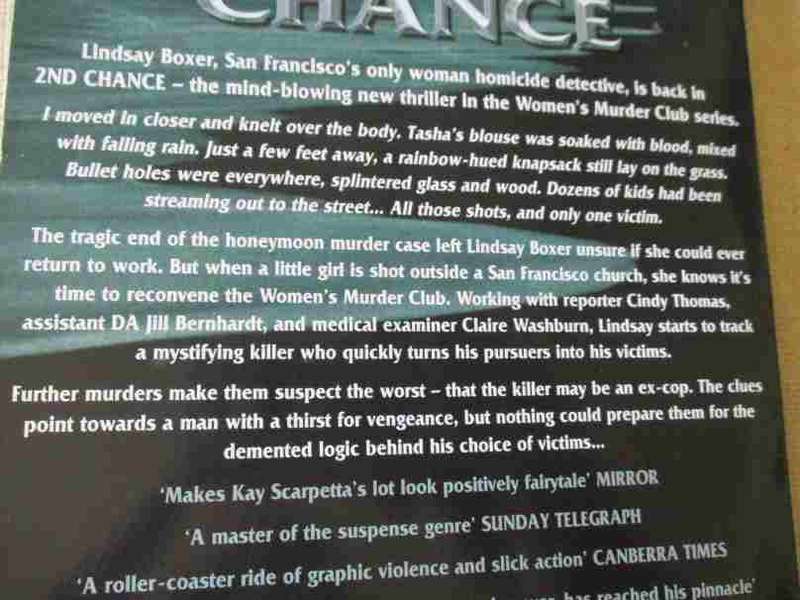 CHANCE
Lindsay Boxer, San Francisco's only woman homicide detective, is back in
2ND CHANCE – the mind-blowing new thriller in the Women's Murder Club series.
I moved in closer and knelt over the body. Tasha's blouse was soaked with blood, mixed
with falling rain. Just a few feet away, a rainbow-hued knapsack still lay on the grass.
Bullet holes were everywhere, splintered glass and wood. Dozens of kids had been
streaming out to the street... All those shots, and only one victim.
The tragic end of the honeymoon murder case left Lindsay Boxer unsure if she could ever
return to work. But when a little girl is shot outside a San Francisco church, she knows it's
time to reconvene the Women's Murder Club. Working with reporter Cindy Thomas,
assistant DA Jill Bernhardt, and medical examiner Claire Washburn, Lindsay starts to track
a mystifying killer who quickly turns his pursuers into his victims.
Further murders make them suspect the worst – that the killer may be an ex-cop. The clues
point towards a man with a thirst for vengeance, but nothing could prepare them for the
demented logic behind his choice of victims...
'Makes Kay Scarpetta's lot look positively fairytale' MIRROR
'A master of the suspense genre' SUNDAY TELEGRAPH
'A roller-coaster ride of graphic violence and slick action' CANBERRA TIMES
has reached his pinnacle'